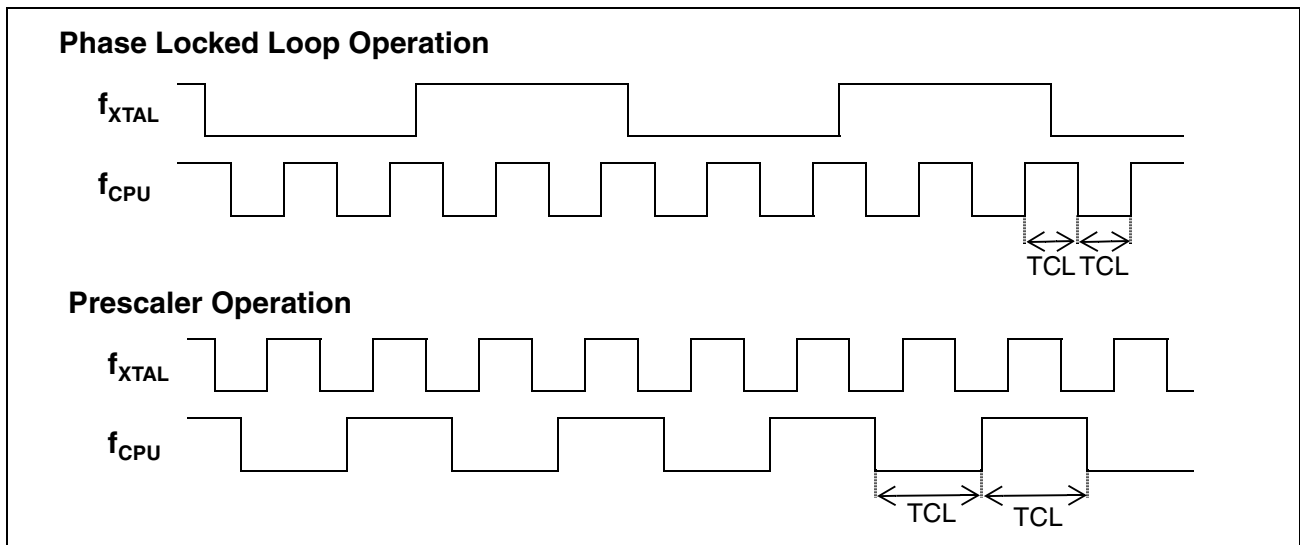 Phase Locked Loop Operation
fXTAL
fCPU
TCL TCL
Prescaler Operation
fXTAL
fCPU
TCL TCL